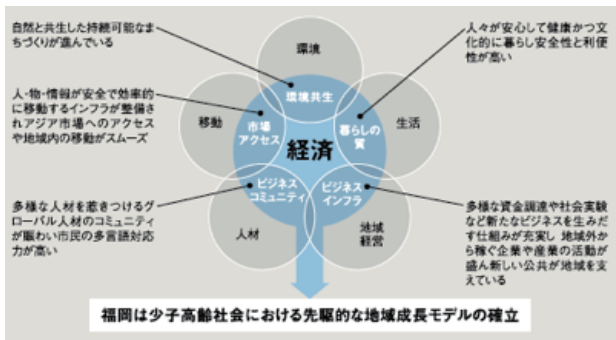 自然と共生した持続可能なま
ちづくりが進んでいる
環境
人々が安心して健康かつ文
化的に暮らし安全性と利便
性が高い
環境共生
人・物・情報が安全で効率的
に移動するインフラが整備さ
れアジア市場へのアクセス
や地域内の移動がスムーズ
移動
市場
アクセス
暮らしの
質
生活
経済
多様な人材を惹きつけるグ
ローバル人材のコミュニティ
が賑わい市民の多言語対応
力が高い
ビジネス
コミュニティ
ビジネス
インフラ
人材
地域
経営
多様な資金調達や社会実験
など新たなビジネスを生みだ
す仕組みが充実し 地域外か
ら稼ぐ企業や産業の活動が
盛ん新しい公共が地域を支
えている
福岡は少子高齢社会における先駆的な地域成長モデルの確立